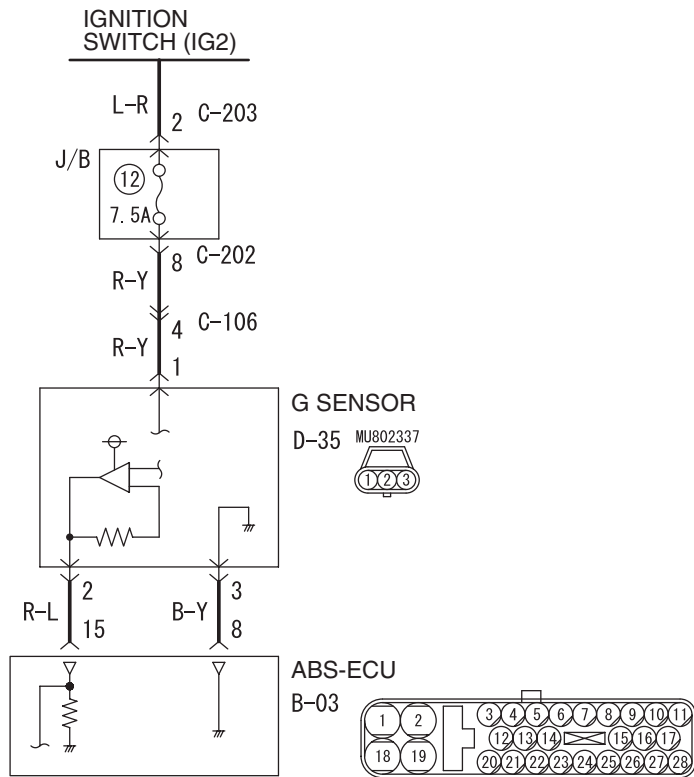 IGNITION
SWITCH (IG2)
L-R
2 C-203
J/B
12
7.5A
8 C-202
R-Y
4 C-106
R-Y
1
G SENSOR
D-35 MU802337
1 2 3
2 3
R-L B-Y
15 8
ABS-ECU
B-03
1 2 3 4 5 6 7 8 9 10 11
12 13 14 15 16 17
18 19 20 21 22 23 24 25 26 27 28